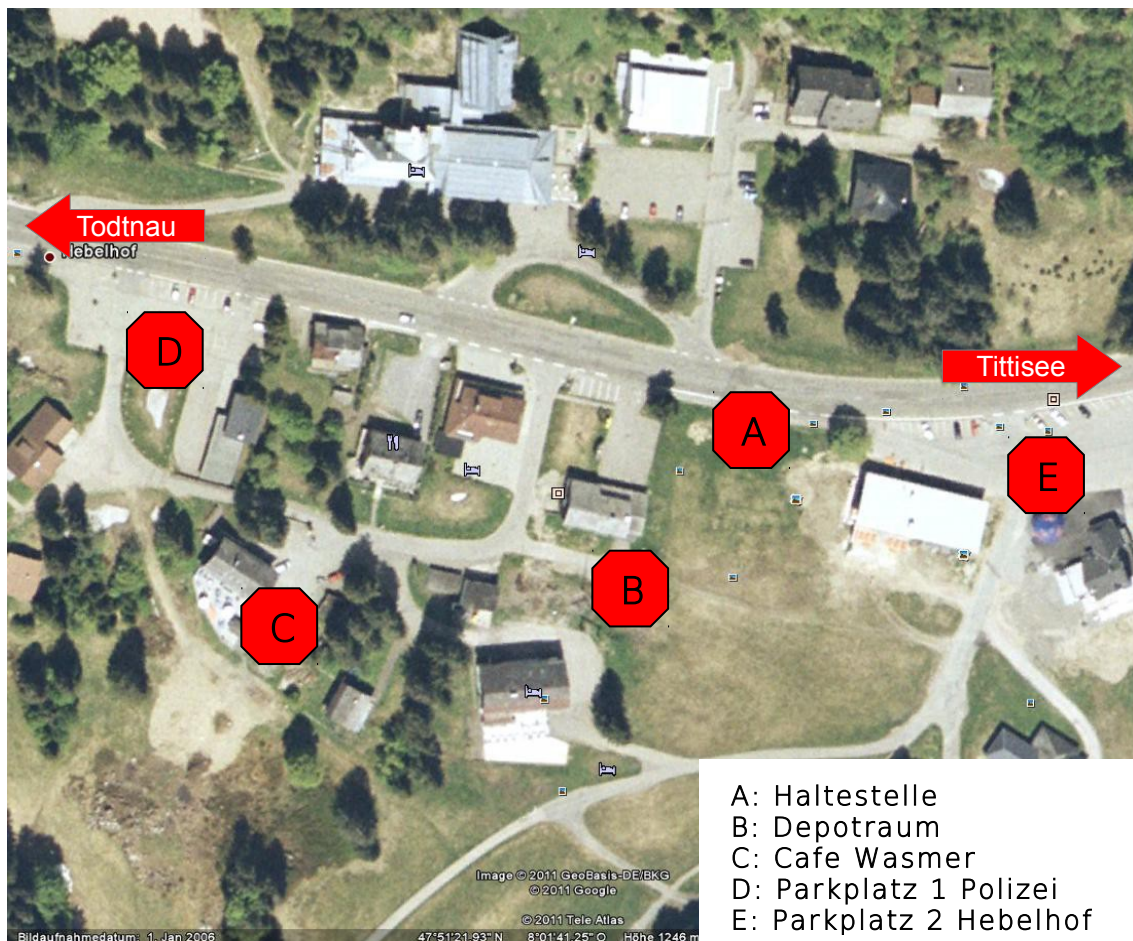 Todtnau
Hebelhof
D
Tittisee
A
E
B
C
A: Haltestelle
B: Depotraum
C: Cafe Wasmer
D: Parkplatz 1 Polizei
E: Parkplatz 2 Hebelhof
Image © 2011 GeoBasis-DE/BKG
© 2011 Google
© 2011 Tele Atlas
Bildaufnahmedatum: 1. Jan 2006 47°51'21.93" N 8°01'41.25" O Höhe 1246 m